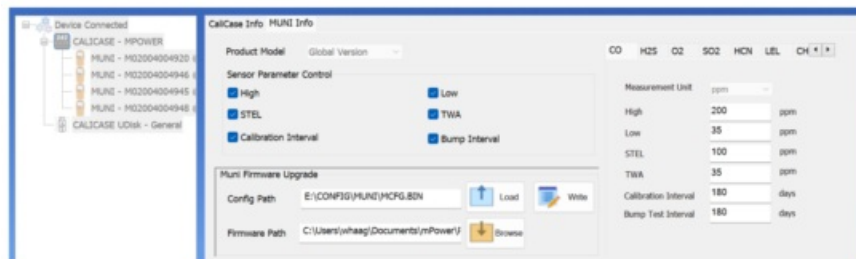 Device Connected
CALICASE - MPOWER
MUNI - M02004004920
MUNI - M02004004946
MUNI - M02004004945
MUNI - M02004004948
CALICASE UDisk - General
CaliCase Info MUNI Info
Product Model Global Version
Sensor Parameter Control
High Low
STEL TWA
Calibration Interval Bump Interval
Muni Firmware Upgrade
Config Path E:\CONFIG\MUNI\MCFG.BIN Load Write
Firmware Path C:\Users\whaag\Documents\mPower\ Browse
CO H2S O2 SO2 HCN LEL CH
Measurement Unit ppm
High 200 ppm
Low 35 ppm
STEL 100 ppm
TWA 35 ppm
Calibration Interval 180 days
Bump Test Interval 180 days